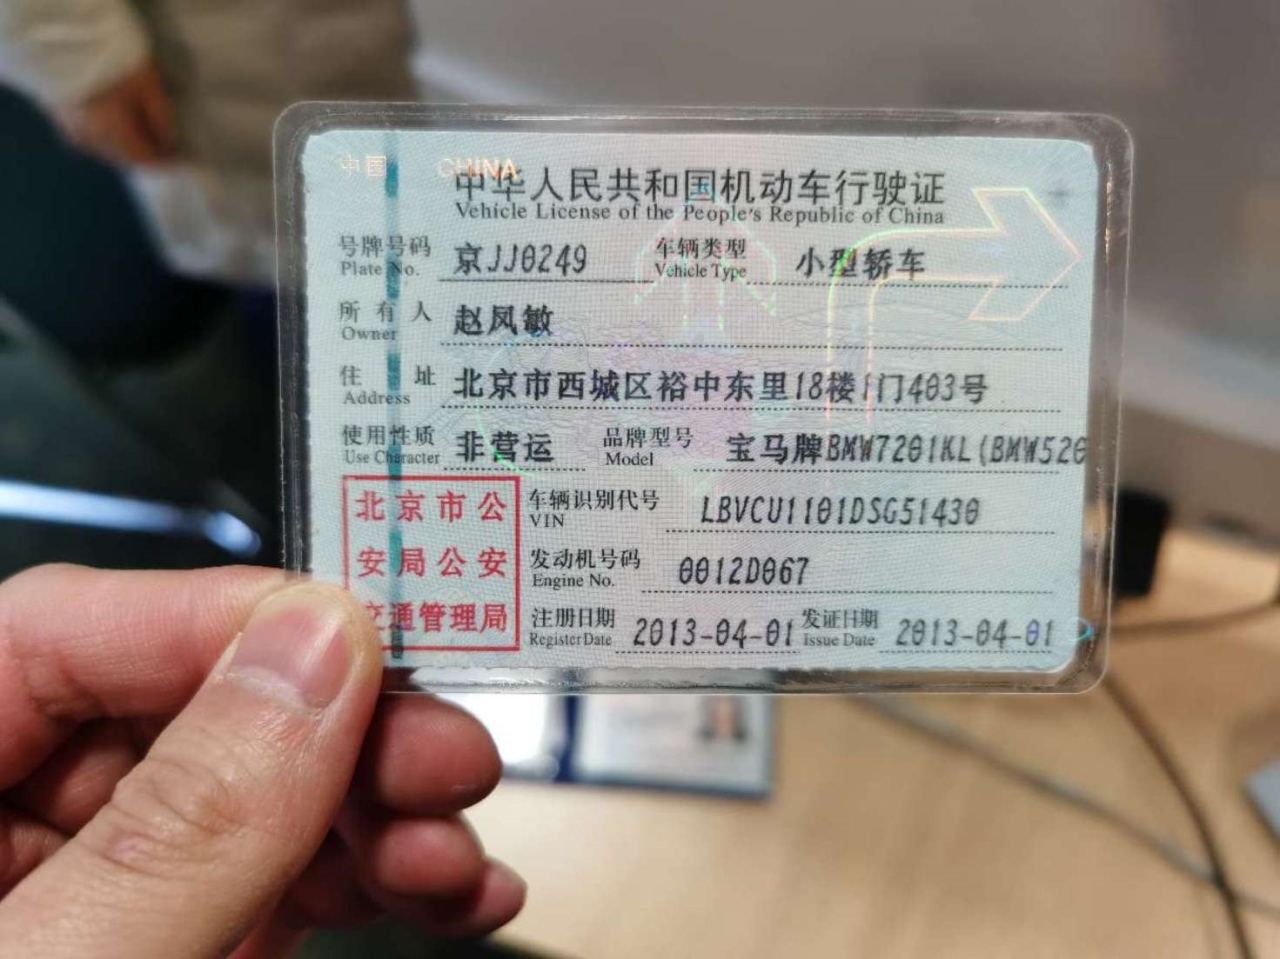 中国 CHINA
中华人民共和国机动车行驶证
Vehicle License of the People's Republic of China
号牌号码 京JJ0249 车辆类型 小型轿车
Plate No. Vehicle Type
所有人 赵凤敏
Owner
住址 北京市西城区裕中东里18楼1门403号
Address
使用性质 非营运 品牌型号 宝马牌BMW7201KL(BMW520
Use Character Model
北京市公
安局公安
交通管理局
车辆识别代号 LBVCU1101DSG51430
VIN
发动机号码 0012D067
Engine No.
注册日期 2013-04-01 发证日期 2013-04-01
Register Date Issue Date